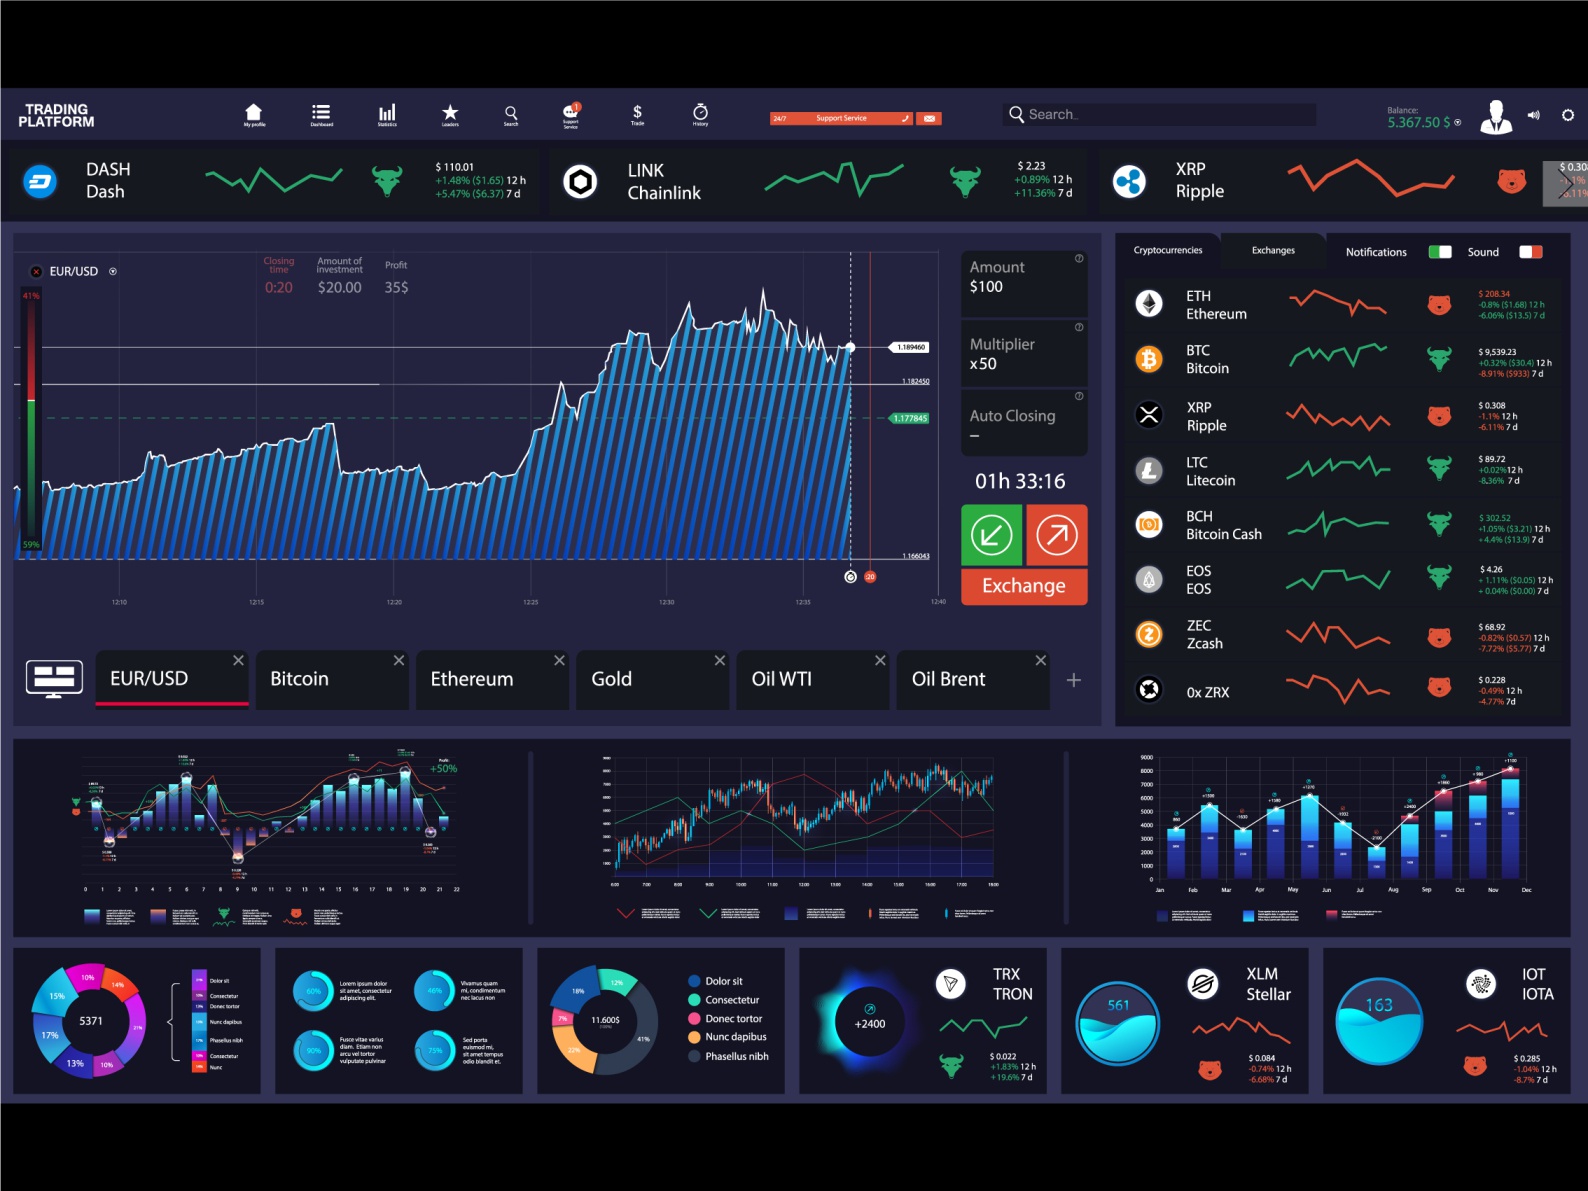 TRADING
PLATFORM
My profile
Dashboard
Statistics
Leaders
Search
Support
Service
1
Trade
History
24/7 Support Service
Search..
Balance:
5.367.50 $
DASH
Dash
$ 110.01
+1.48% ($1.65) 12 h
+5.47% ($6.37) 7 d
LINK
Chainlink
$ 2.23
+0.89% 12 h
+11.36% 7 d
XRP
Ripple
EUR/USD
Closing
time
0:20
Amount of
investment
$20.00
Profit
35$
41%
59%
1.189460
1.182450
1.177845
1.166043
:20
12:10 12:15 12:20 12:25 12:30 12:35 12:40
Amount
$100
Multiplier
x50
Auto Closing
–
01h 33:16
Exchange
Cryptocurrencies
Exchanges
Notifications
Sound
ETH
Ethereum
$ 208.34
-0.8% ($1.68) 12 h
-6.06% ($13.5) 7 d
BTC
Bitcoin
$ 9,539.23
+0.32% ($30.4) 12 h
-8.91% ($933) 7 d
XRP
Ripple
$ 0.308
-1.1% 12 h
-6.11% 7 d
LTC
Litecoin
$ 89.72
+0.02%12 h
-8.36% 7 d
BCH
Bitcoin Cash
$ 302.52
+1.05% ($3.21) 12 h
+4.4% ($13.9) 7 d
EOS
EOS
$ 4.26
+ 1.11% ($0.05) 12 h
+ 0.04% ($0.00) 7 d
ZEC
Zcash
$ 68.92
-0.82% ($0.57) 12 h
-7.72% ($5.77) 7 d
0x ZRX
$ 0.228
-0.49% 12 h
-4.77% 7d
EUR/USD
Bitcoin
Ethereum
Gold
Oil WTI
Oil Brent
Profit:
+50%
0 1 2 3 4 5 6 7 8 9 10 11 12 13 14 15 16 17 18 19 20 21 22
9000
8000
7000
6000
5000
4000
3000
2000
1000
0
Jan Feb Mar Apr May Jun Jul Aug Sep Oct Nov Dec
5371
10%
14%
21%
10%
13%
17%
15%
Dolor sit
Consectetur
Donec tortor
Nunc dapibus
Phasellus nibh
Consectetur
Nunc
60%
Lorem ipsum dolor
sit amet, consectetur
adipiscing elit.
46%
Vivamus quam
mi, condimentum
nec lacus non
90%
Fusce vitae varius
diam. Etiam non
arcu vel tortor
vulputate pulvinar
75%
Sed porta
euismod mi,
sit amet tempus
odio blandit et.
11.600$
12%
41%
22%
7%
18%
Dolor sit
Consectetur
Donec tortor
Nunc dapibus
Phasellus nibh
+2400
TRX
TRON
$ 0.022
+1.83% 12 h
+19.6% 7 d
561
XLM
Stellar
$ 0.084
-0.74% 12 h
-6.68% 7 d
163
IOT
IOTA
$ 0.285
-1.04% 12 h
-8.7% 7 d